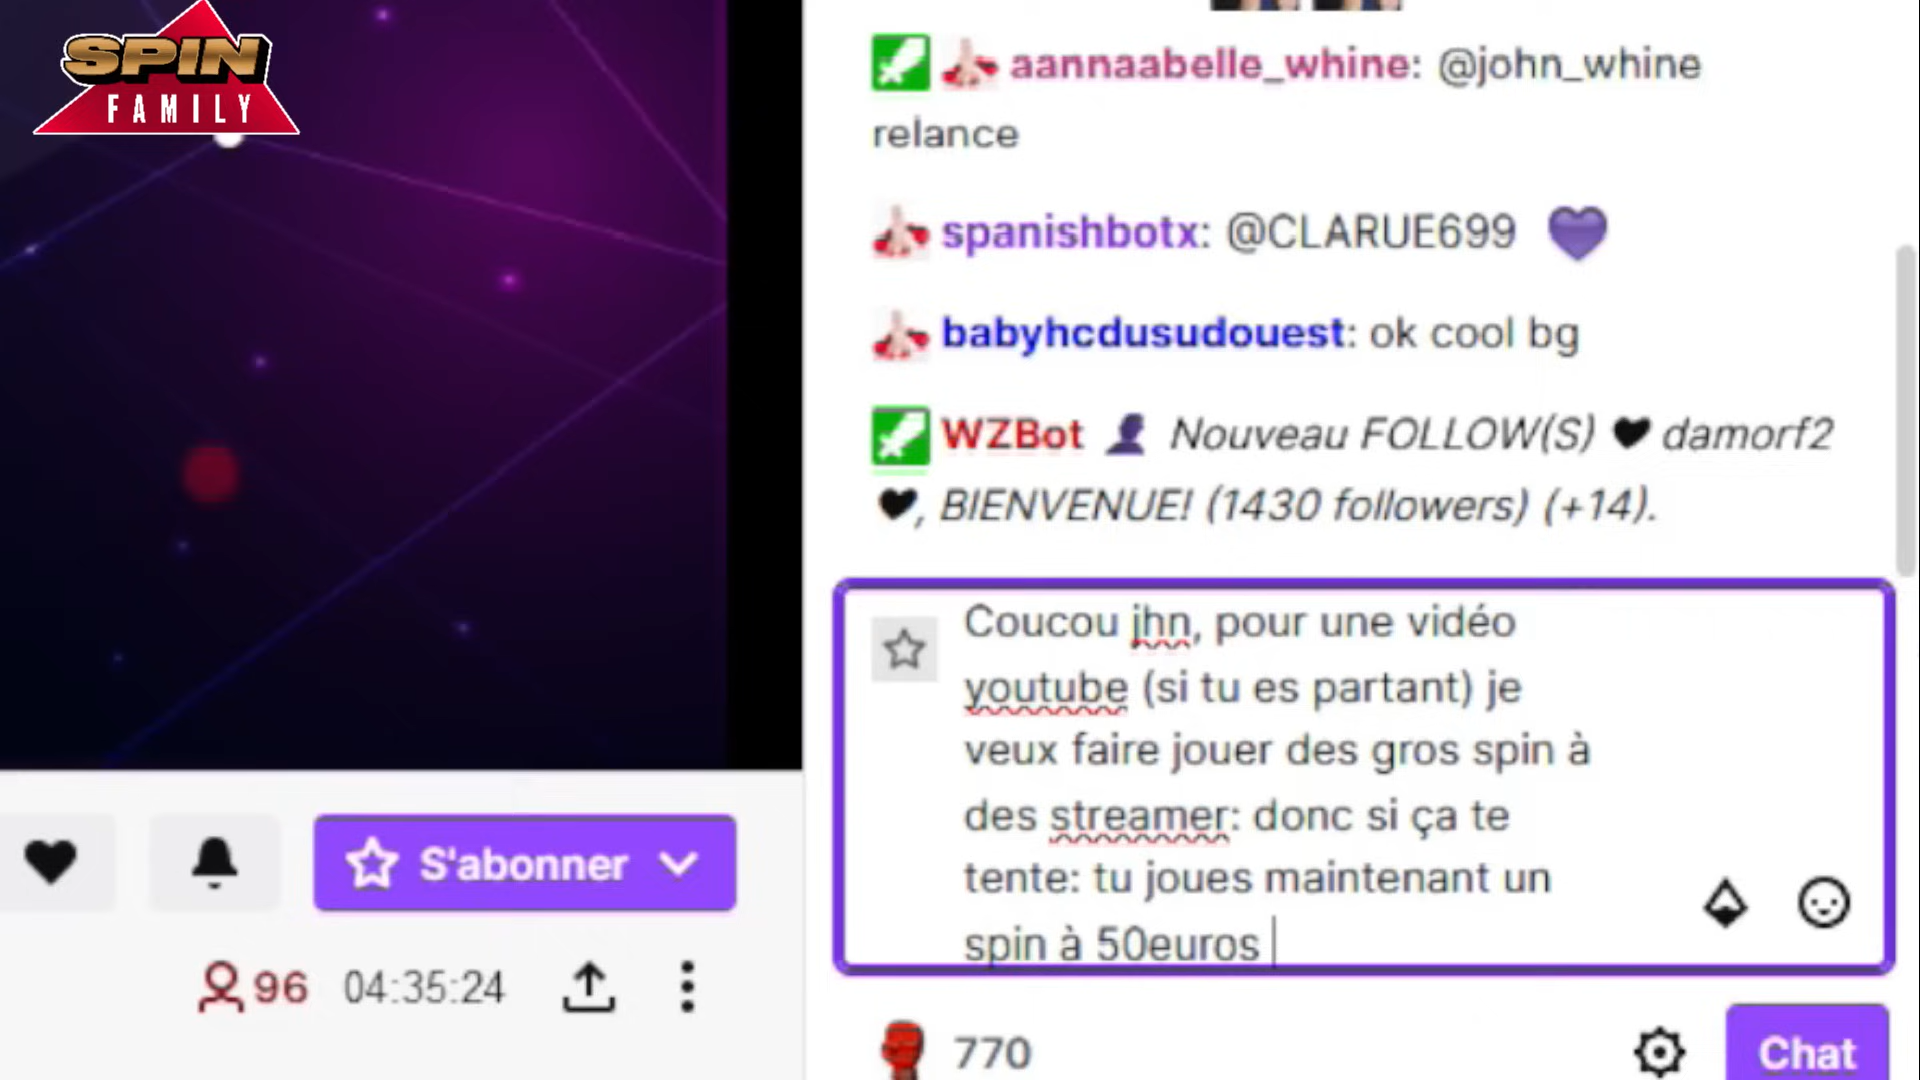 SPIN
FAMILY
aannaabelle_whine: @john_whine
relance
spanishbotx: @CLARUE699
babyhcdusudouest: ok cool bg
WZBot Nouveau FOLLOW(S) damorf2
, BIENVENUE! (1430 followers) (+14).
Coucou jhn, pour une vidéo
youtube (si tu es partant) je
veux faire jouer des gros spin à
des streamer: donc si ça te
tente: tu joues maintenant un
spin à 50euros
S'abonner
96 04:35:24
770
Chat